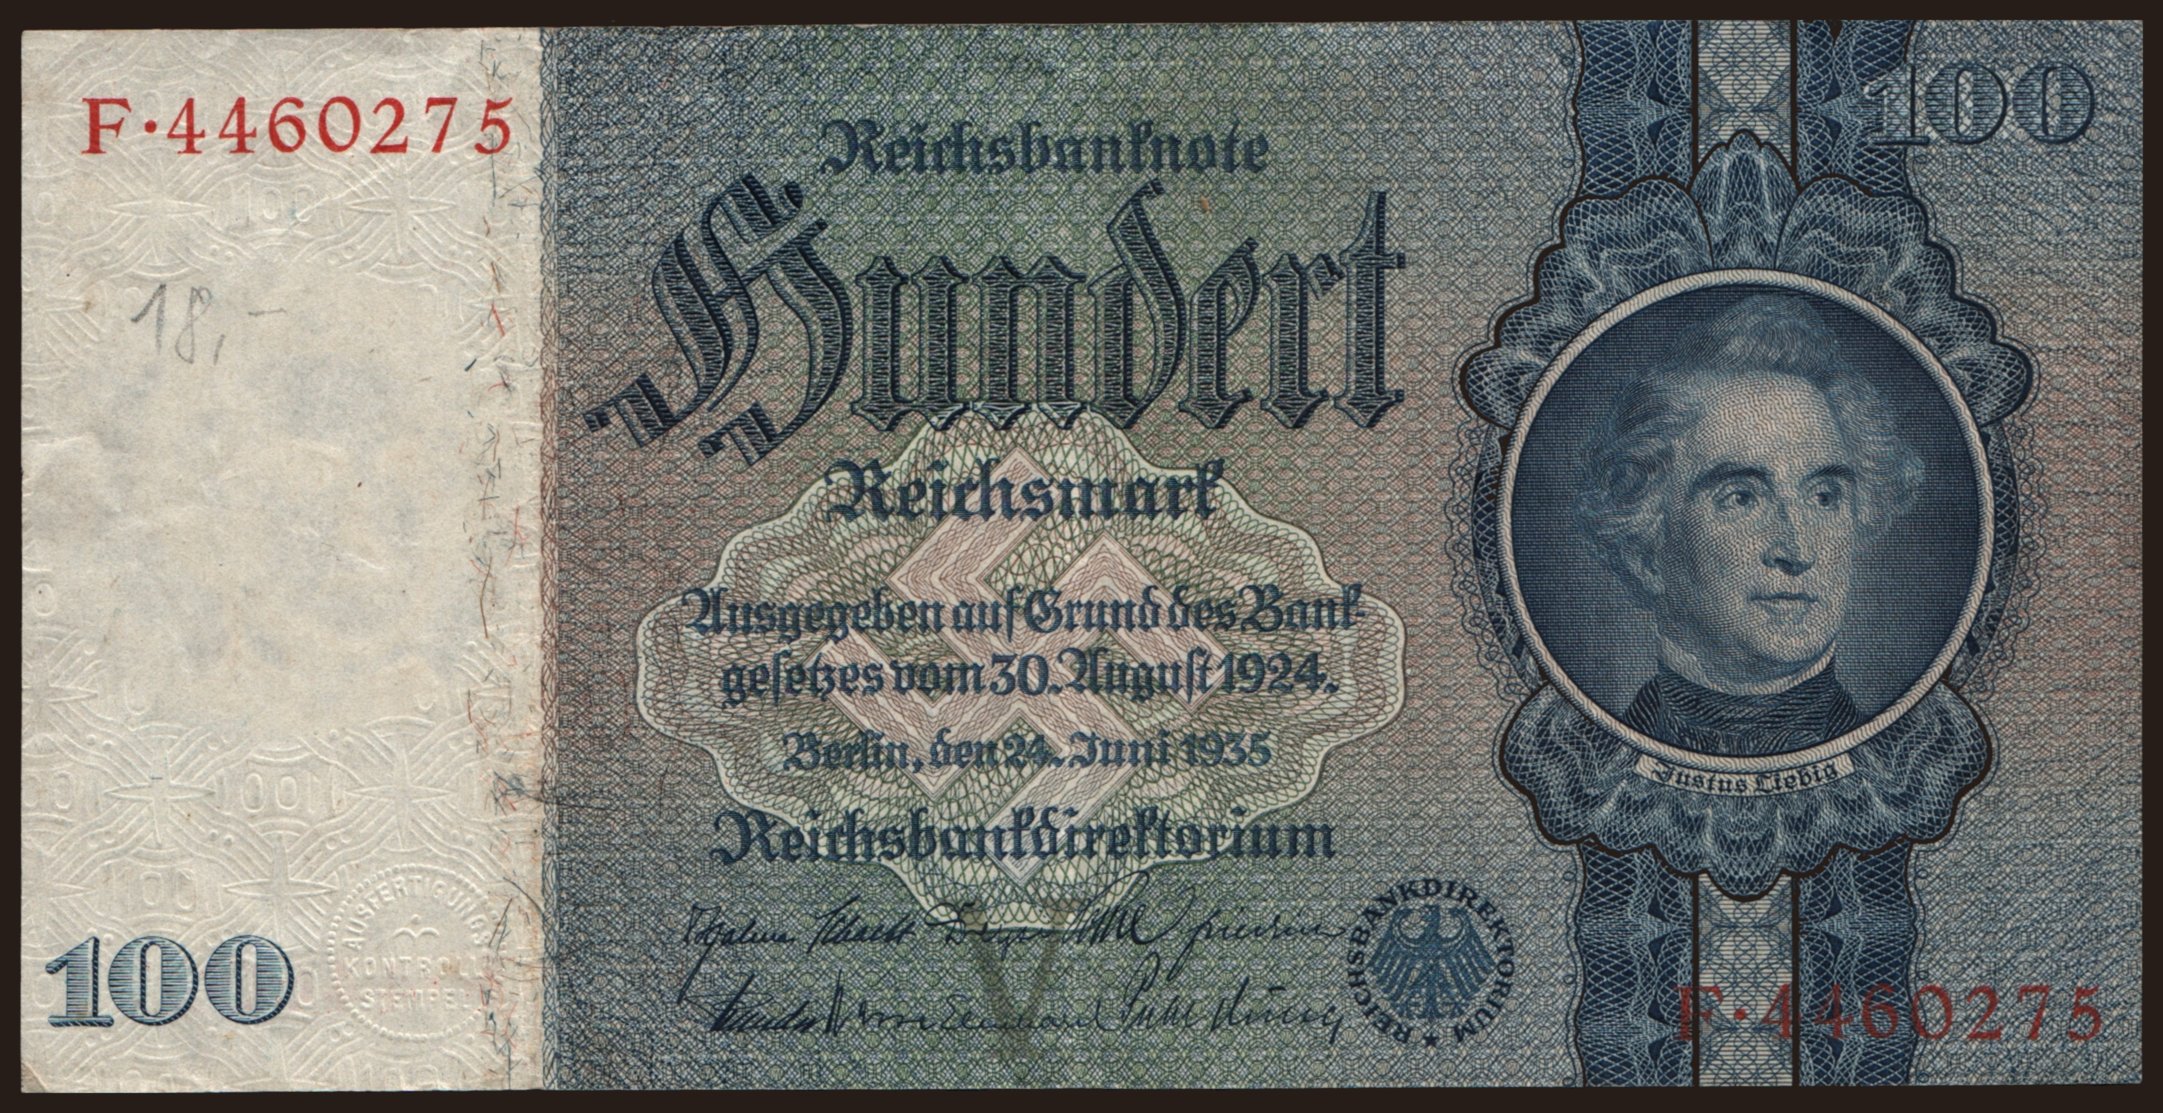 F·4460275
100
Reichsbanknote
Hundert
18,-
Reichsmark
Ausgegeben auf Grund des Bank-
gesetzes vom 30. August 1924.
Berlin, den 24. Juni 1935
Justus Liebig
Reichsbankdirektorium
REICHSBANKDIREKTORIUM
AUSFERTIGUNGS
KONTROLL
STEMPEL
100
V
F·4460275